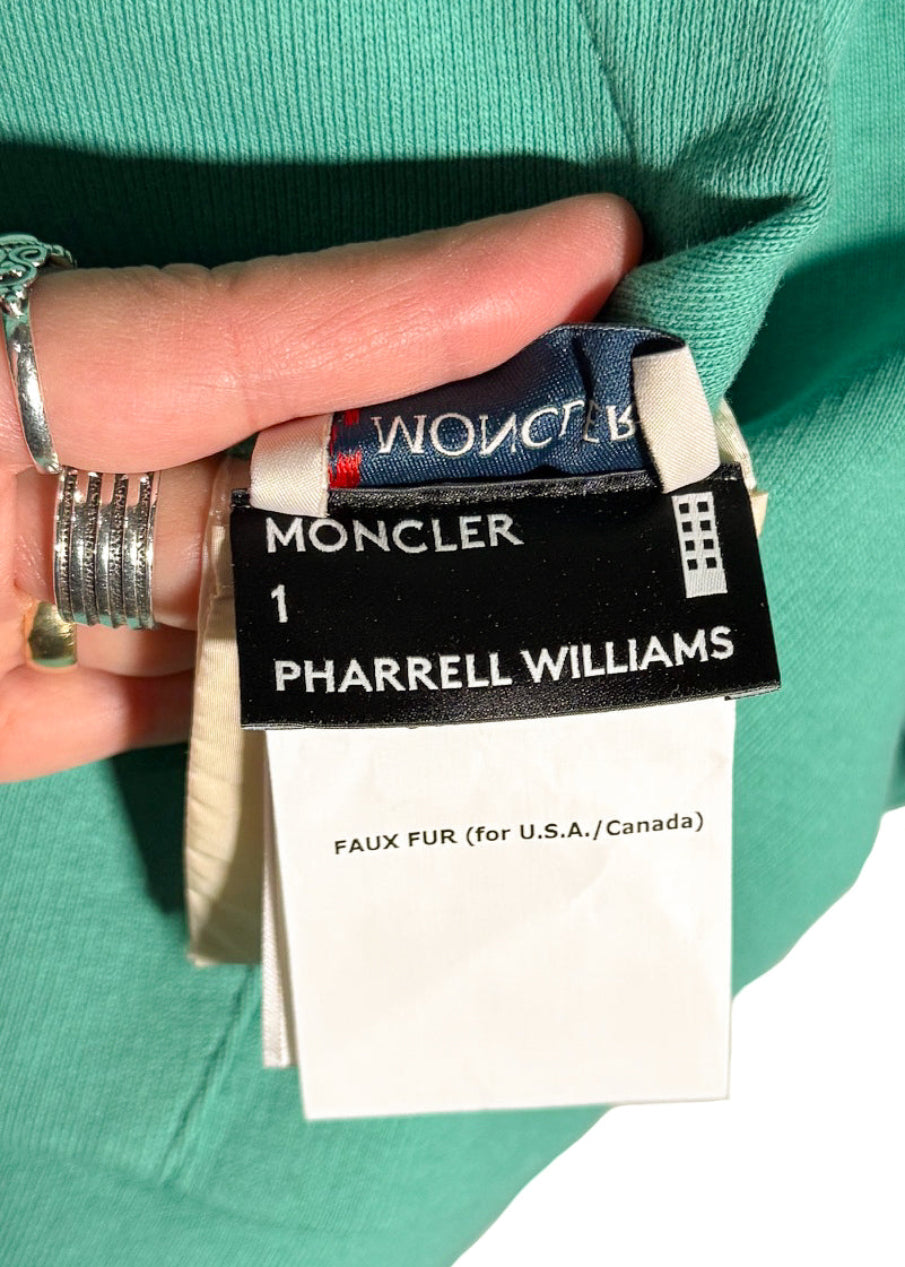 MONCLER
MONCLER
1
PHARRELL WILLIAMS
FAUX FUR (for U.S.A./Canada)